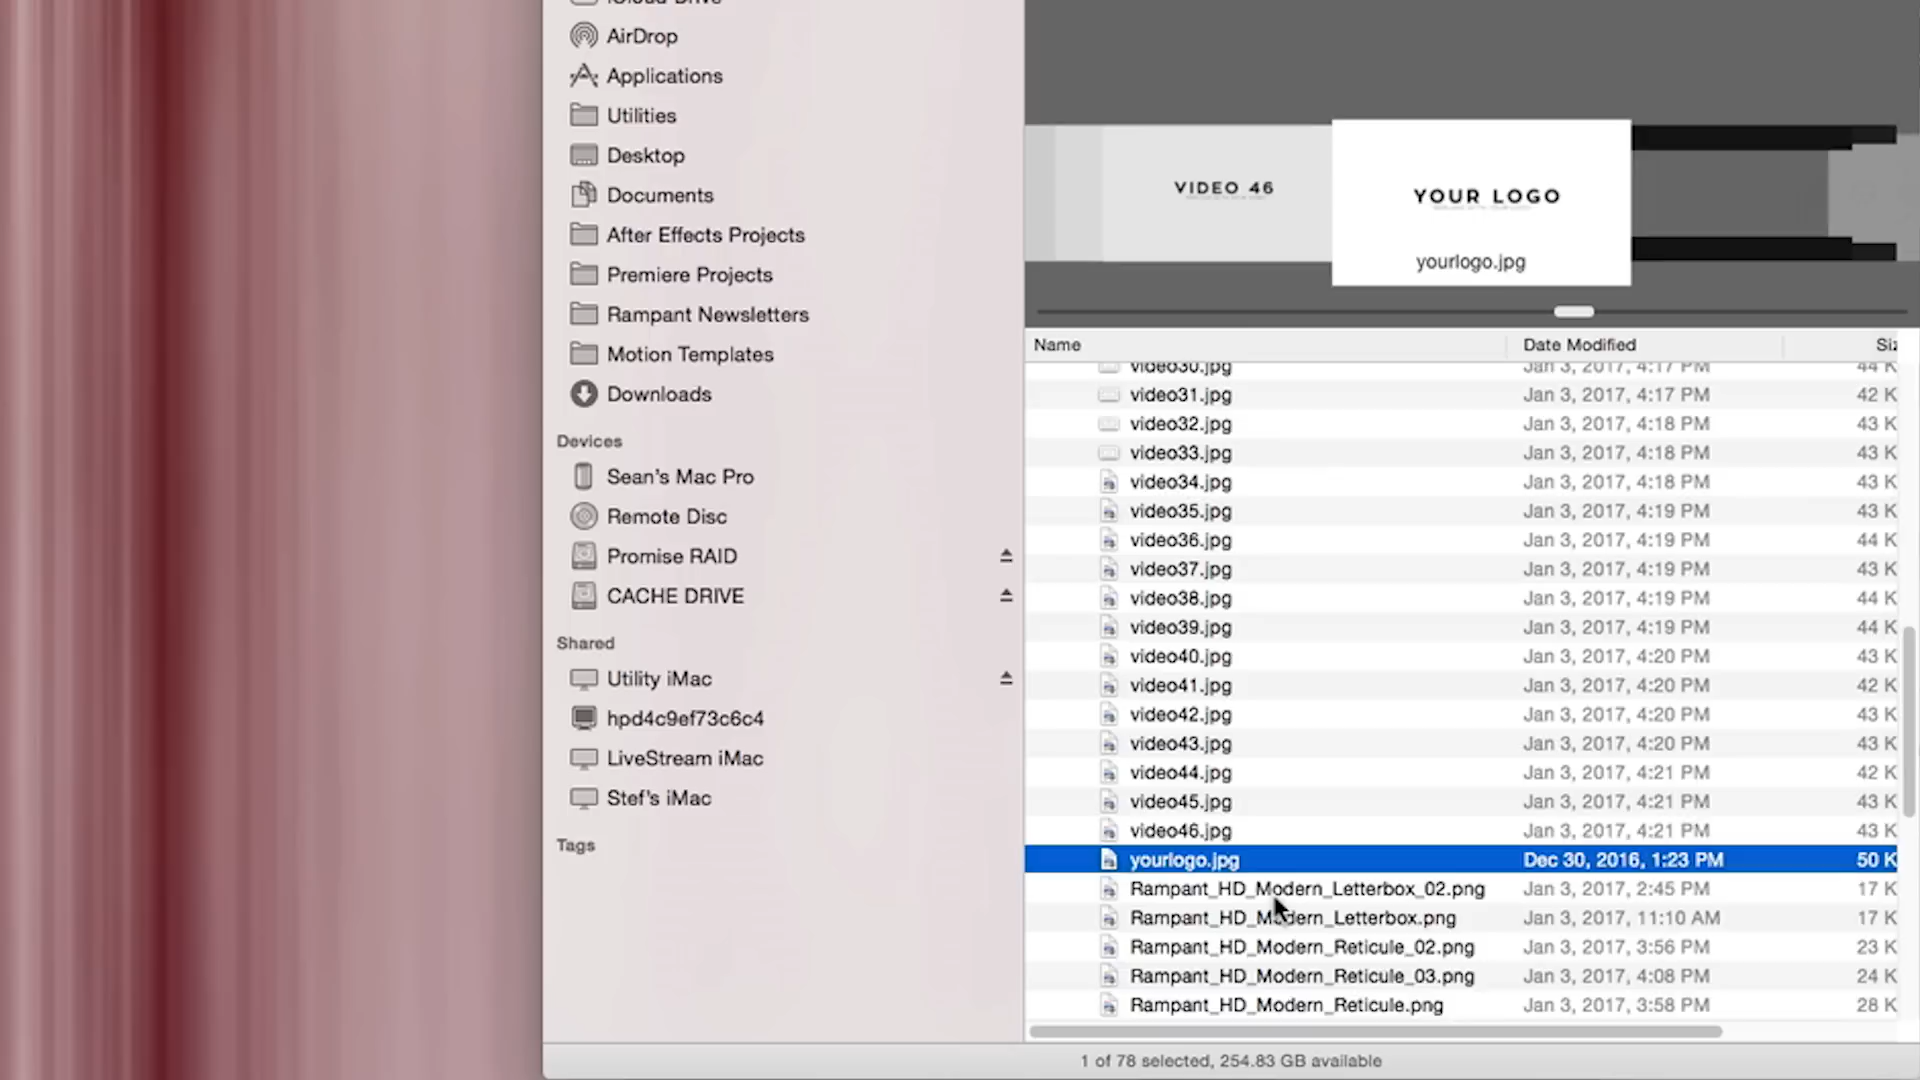 iCloud Drive
AirDrop
Applications
Utilities
Desktop
Documents
After Effects Projects
Premiere Projects
Rampant Newsletters
Motion Templates
Downloads
Devices
Sean's Mac Pro
Remote Disc
Promise RAID
CACHE DRIVE
Shared
Utility iMac
hpd4c9ef73c6c4
LiveStream iMac
Stef's iMac
Tags
VIDEO 46
YOUR LOGO
yourlogo.jpg
Name Date Modified Siz
video30.jpg Jan 3, 2017, 4:17 PM 44 K
video31.jpg Jan 3, 2017, 4:17 PM 42 K
video32.jpg Jan 3, 2017, 4:18 PM 43 K
video33.jpg Jan 3, 2017, 4:18 PM 43 K
video34.jpg Jan 3, 2017, 4:18 PM 43 K
video35.jpg Jan 3, 2017, 4:19 PM 43 K
video36.jpg Jan 3, 2017, 4:19 PM 44 K
video37.jpg Jan 3, 2017, 4:19 PM 43 K
video38.jpg Jan 3, 2017, 4:19 PM 44 K
video39.jpg Jan 3, 2017, 4:19 PM 44 K
video40.jpg Jan 3, 2017, 4:20 PM 43 K
video41.jpg Jan 3, 2017, 4:20 PM 42 K
video42.jpg Jan 3, 2017, 4:20 PM 43 K
video43.jpg Jan 3, 2017, 4:20 PM 43 K
video44.jpg Jan 3, 2017, 4:21 PM 42 K
video45.jpg Jan 3, 2017, 4:21 PM 43 K
video46.jpg Jan 3, 2017, 4:21 PM 43 K
yourlogo.jpg Dec 30, 2016, 1:23 PM 50 K
Rampant_HD_Modern_Letterbox_02.png Jan 3, 2017, 2:45 PM 17 K
Rampant_HD_Modern_Letterbox.png Jan 3, 2017, 11:10 AM 17 K
Rampant_HD_Modern_Reticule_02.png Jan 3, 2017, 3:56 PM 23 K
Rampant_HD_Modern_Reticule_03.png Jan 3, 2017, 4:08 PM 24 K
Rampant_HD_Modern_Reticule.png Jan 3, 2017, 3:58 PM 28 K
1 of 78 selected, 254.83 GB available